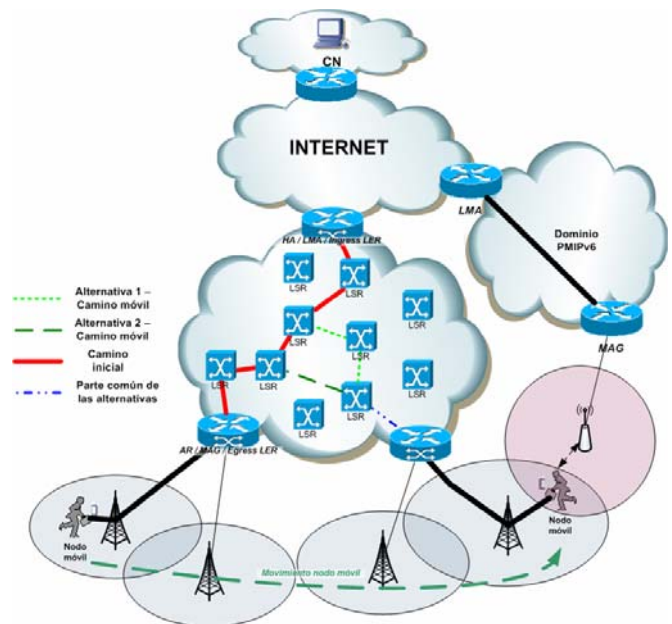 CN
INTERNET
LMA
Dominio
PMIPv6
HA / LMA / Ingress LER
LSR
LSR
Alternativa 1 –
Camino móvil
Alternativa 2 –
Camino móvil
Camino
inicial
Parte común de
las alternativas
LSR
LSR
LSR
MAG
LSR
LSR
LSR
LSR
LSR
AR / MAG / Egress LER
Nodo
móvil
Nodo
móvil
Movimiento nodo móvil